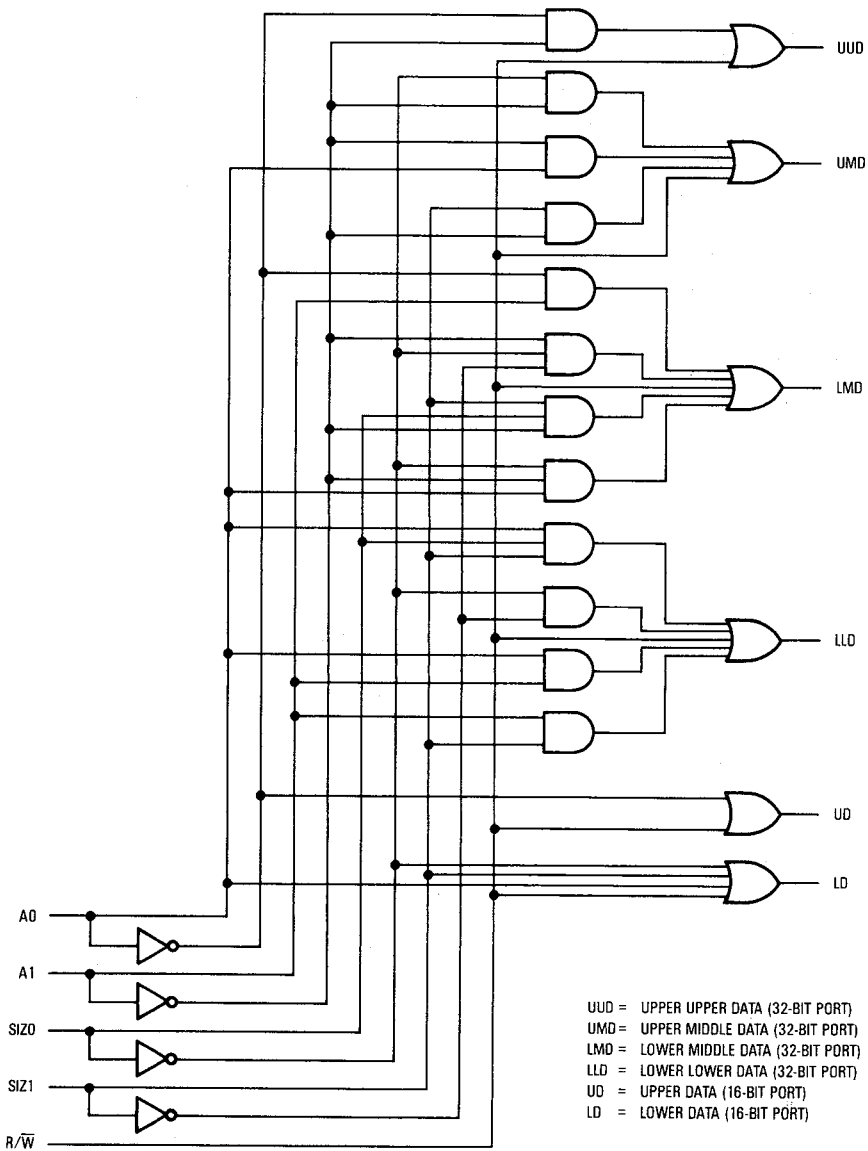 UUD
UMD
LMD
LLD
UD
LD
A0
A1
SIZ0
SIZ1
R/W̅
UUD = UPPER UPPER DATA (32-BIT PORT)
UMD = UPPER MIDDLE DATA (32-BIT PORT)
LMD = LOWER MIDDLE DATA (32-BIT PORT)
LLD = LOWER LOWER DATA (32-BIT PORT)
UD = UPPER DATA (16-BIT PORT)
LD = LOWER DATA (16-BIT PORT)